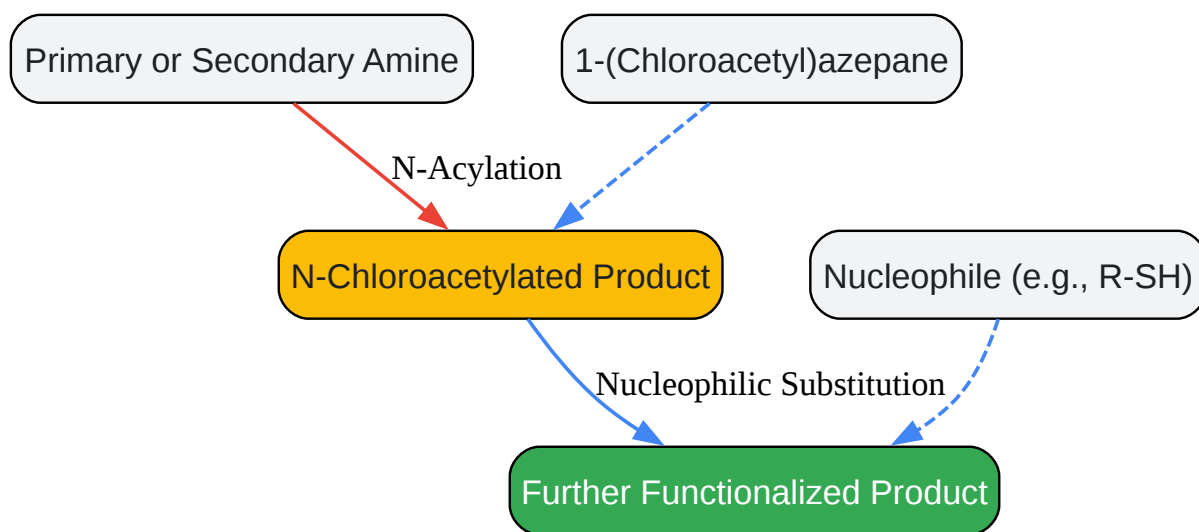 Primary or Secondary Amine
1-(Chloroacetyl)azepane
N-Acylation
N-Chloroacetylated Product
Nucleophile (e.g., R-SH)
Nucleophilic Substitution
Further Functionalized Product